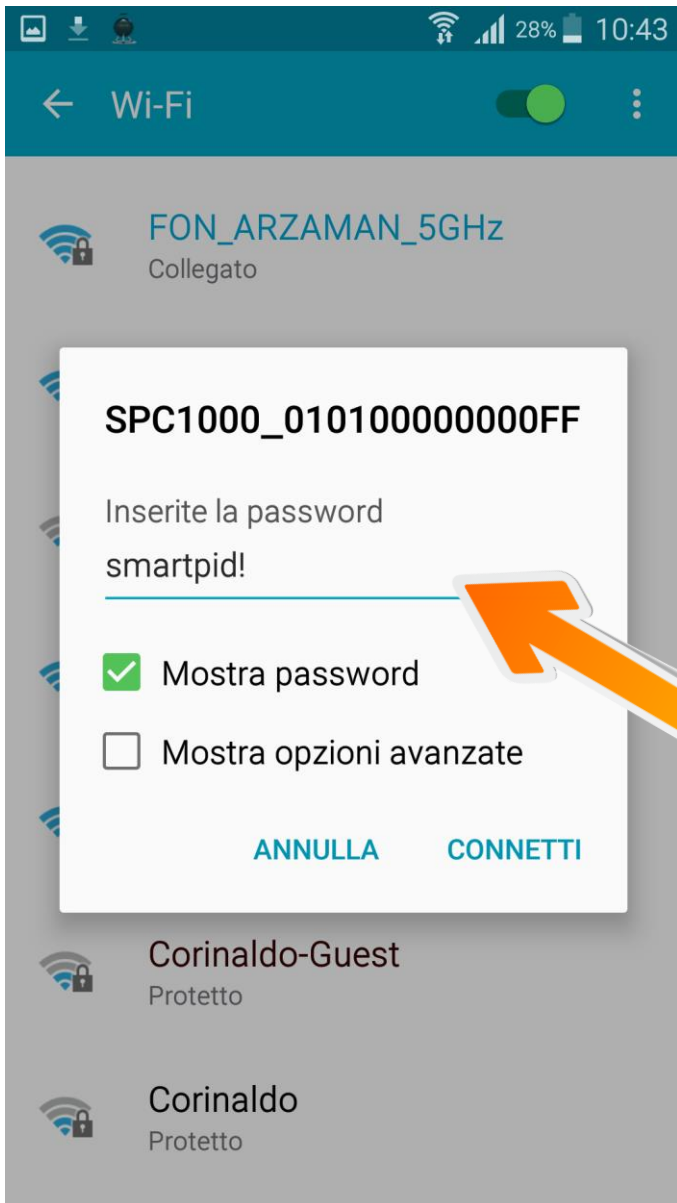 28% 10:43
Wi-Fi
FON_ARZAMAN_5GHz
Collegato
SPC1000_010100000000FF
Inserite la password
smartpid!
Mostra password
Mostra opzioni avanzate
ANNULLA CONNETTI
Corinaldo-Guest
Protetto
Corinaldo
Protetto